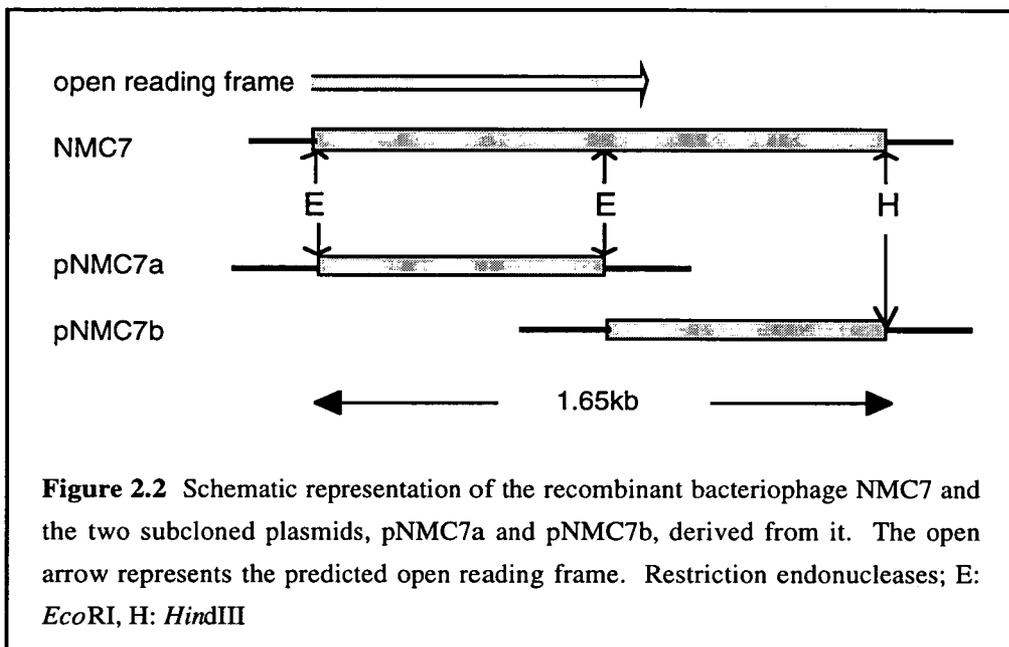 open reading frame
NMC7
E E H
pNMC7a
pNMC7b
1.65kb
Figure 2.2 Schematic representation of the recombinant bacteriophage NMC7 and
the two subcloned plasmids, pNMC7a and pNMC7b, derived from it. The open
arrow represents the predicted open reading frame. Restriction endonucleases; E:
EcoRI, H: HindIII